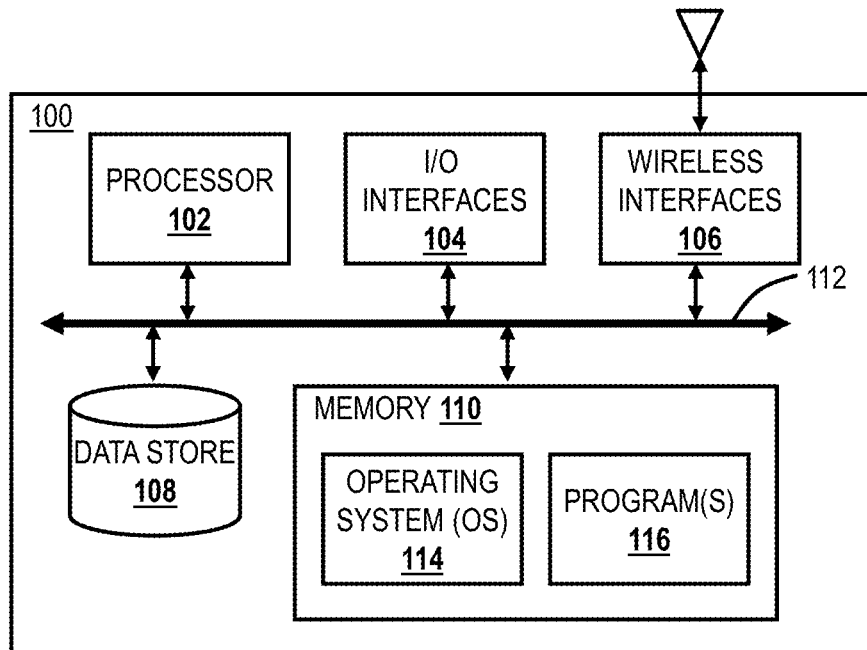 100
PROCESSOR
102
I/O
INTERFACES
104
WIRELESS
INTERFACES
106
112
DATA STORE
108
MEMORY 110
OPERATING
SYSTEM (OS)
114
PROGRAM(S)
116